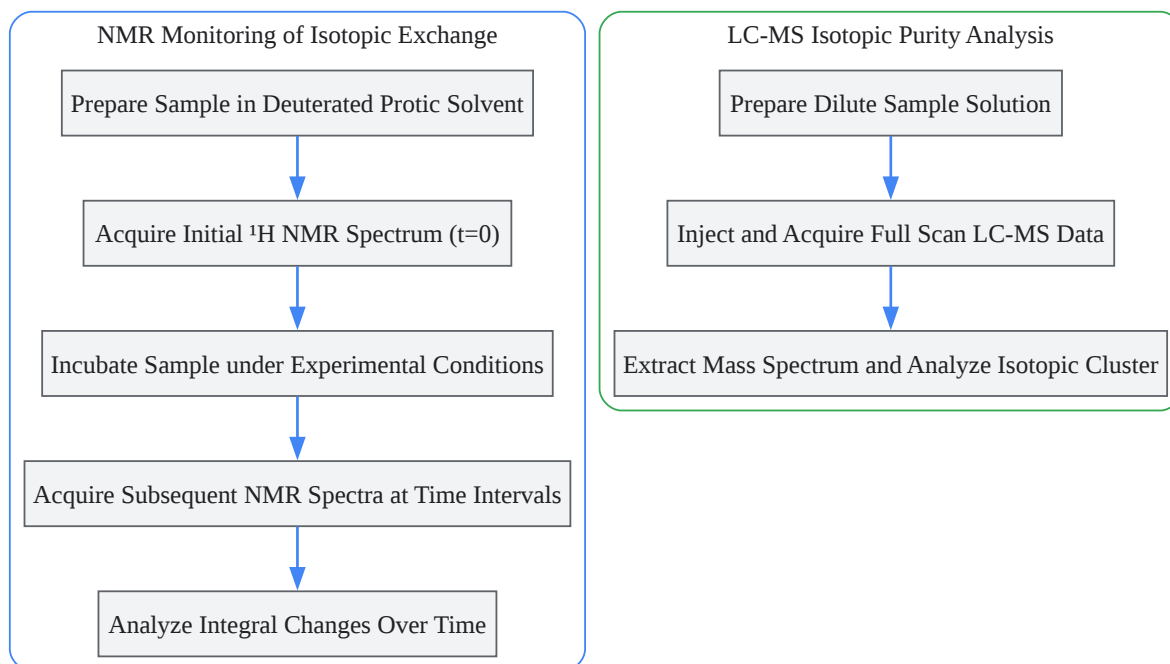 NMR Monitoring of Isotopic Exchange
Prepare Sample in Deuterated Protic Solvent
Acquire Initial ¹H NMR Spectrum (t=0)
Incubate Sample under Experimental Conditions
Acquire Subsequent NMR Spectra at Time Intervals
Analyze Integral Changes Over Time
LC-MS Isotopic Purity Analysis
Prepare Dilute Sample Solution
Inject and Acquire Full Scan LC-MS Data
Extract Mass Spectrum and Analyze Isotopic Cluster